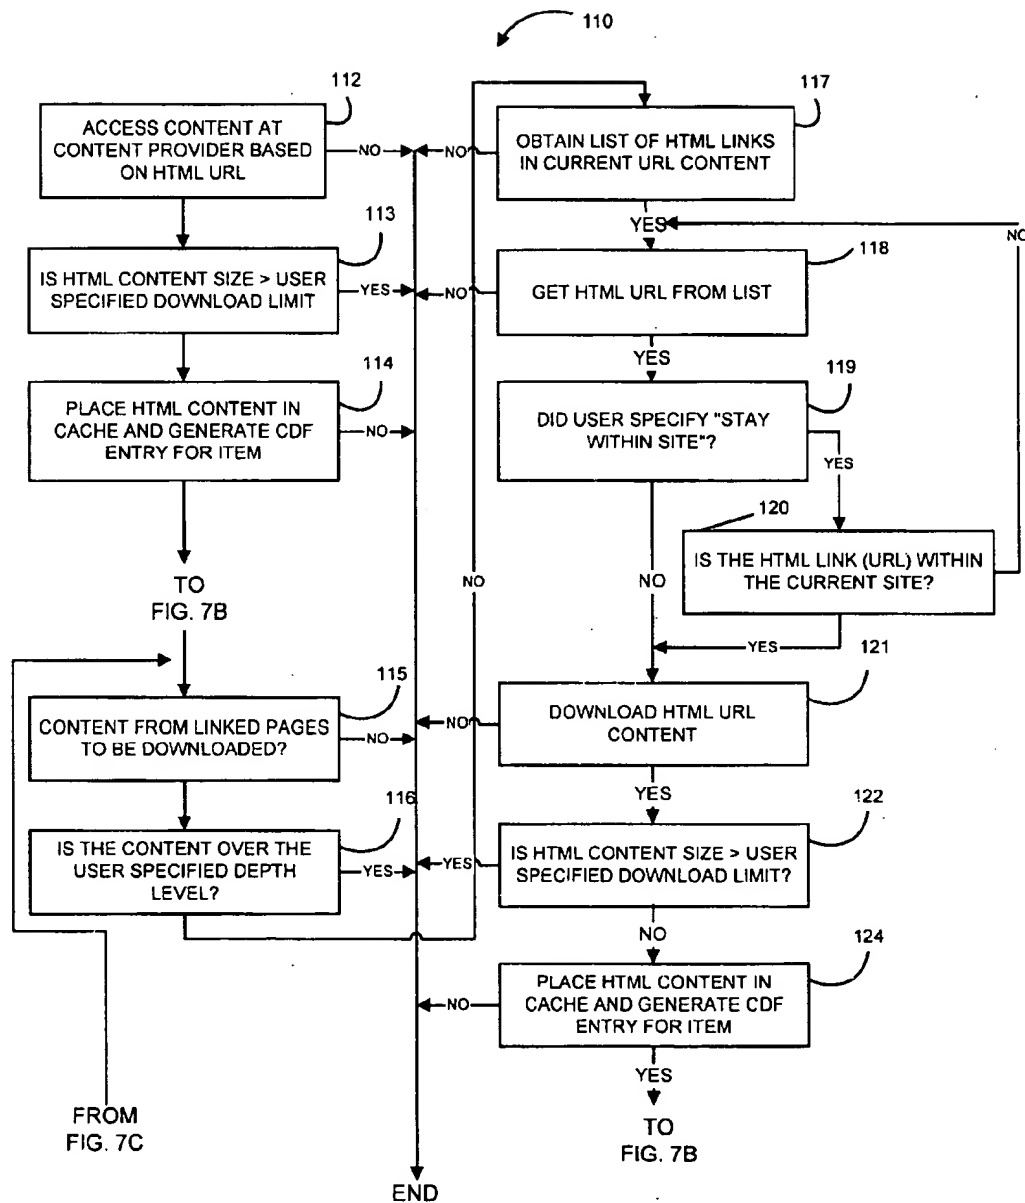 110
112
ACCESS CONTENT AT
CONTENT PROVIDER BASED
ON HTML URL
NO
113
IS HTML CONTENT SIZE > USER
SPECIFIED DOWNLOAD LIMIT
YES
114
PLACE HTML CONTENT IN
CACHE AND GENERATE CDF
ENTRY FOR ITEM
NO
TO
FIG. 7B
115
CONTENT FROM LINKED PAGES
TO BE DOWNLOADED?
NO
116
IS THE CONTENT OVER THE
USER SPECIFIED DEPTH
LEVEL?
YES
NO
FROM
FIG. 7C
117
OBTAIN LIST OF HTML LINKS
IN CURRENT URL CONTENT
NO
YES
118
GET HTML URL FROM LIST
NO
YES
119
DID USER SPECIFY "STAY
WITHIN SITE"?
YES
NO
120
IS THE HTML LINK (URL) WITHIN
THE CURRENT SITE?
NO
YES
121
DOWNLOAD HTML URL
CONTENT
NO
YES
122
IS HTML CONTENT SIZE > USER
SPECIFIED DOWNLOAD LIMIT?
YES
NO
124
PLACE HTML CONTENT IN
CACHE AND GENERATE CDF
ENTRY FOR ITEM
NO
YES
TO
FIG. 7B
END